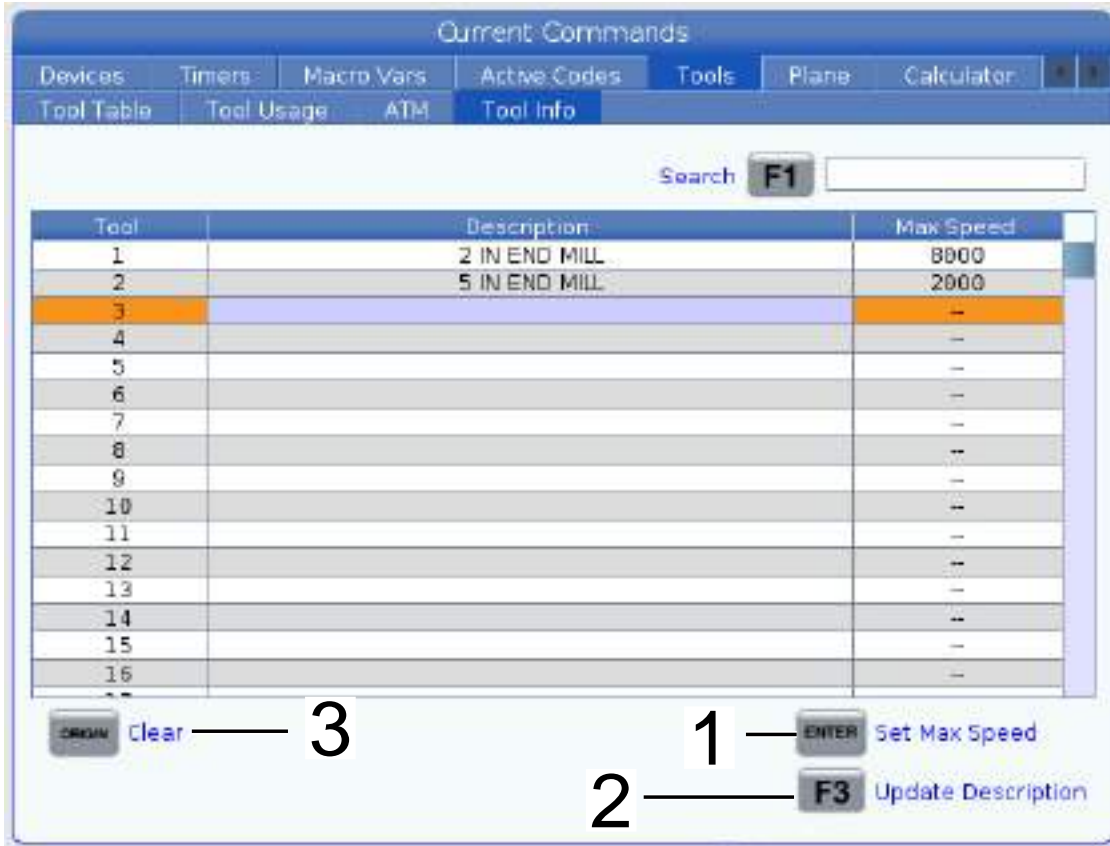 Current Commands
Devices Timers Macro Vars Active Codes Tools Plane Calculator
Tool Table Tool Usage ATM Tool Info
Search F1
Tool Description Max Speed
1 2 IN END MILL 8000
2 5 IN END MILL 2000
3 --
4 --
5 --
6 --
7 --
8 --
9 --
10 --
11 --
12 --
13 --
14 --
15 --
16 --
ORIGIN Clear 3 1 ENTER Set Max Speed
2 F3 Update Description